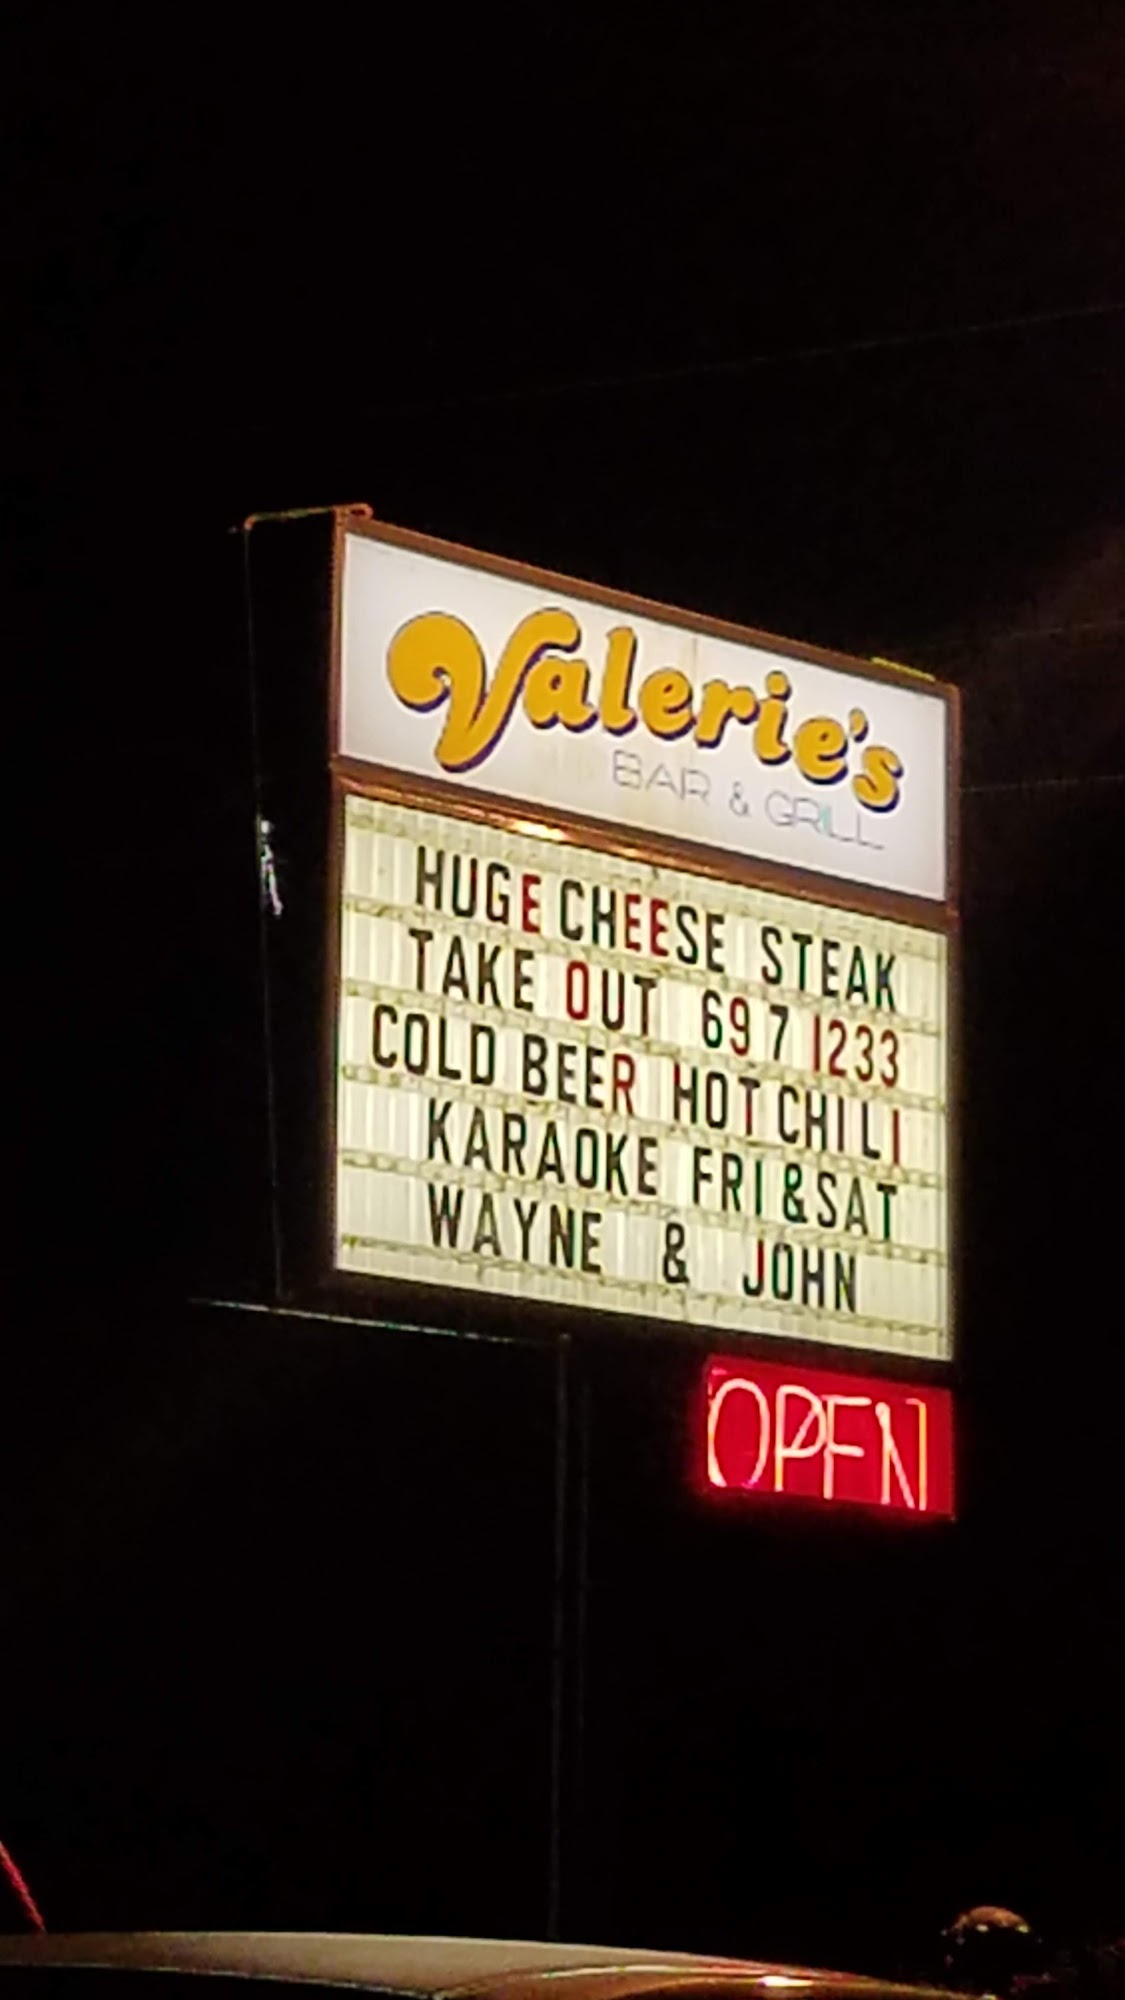 Valerie's
BAR & GRILL
HUGE CHEESE STEAK
TAKE OUT 697 1233
COLD BEER HOT CHILI
KARAOKE FRI & SAT
WAYNE & JOHN
OPEN